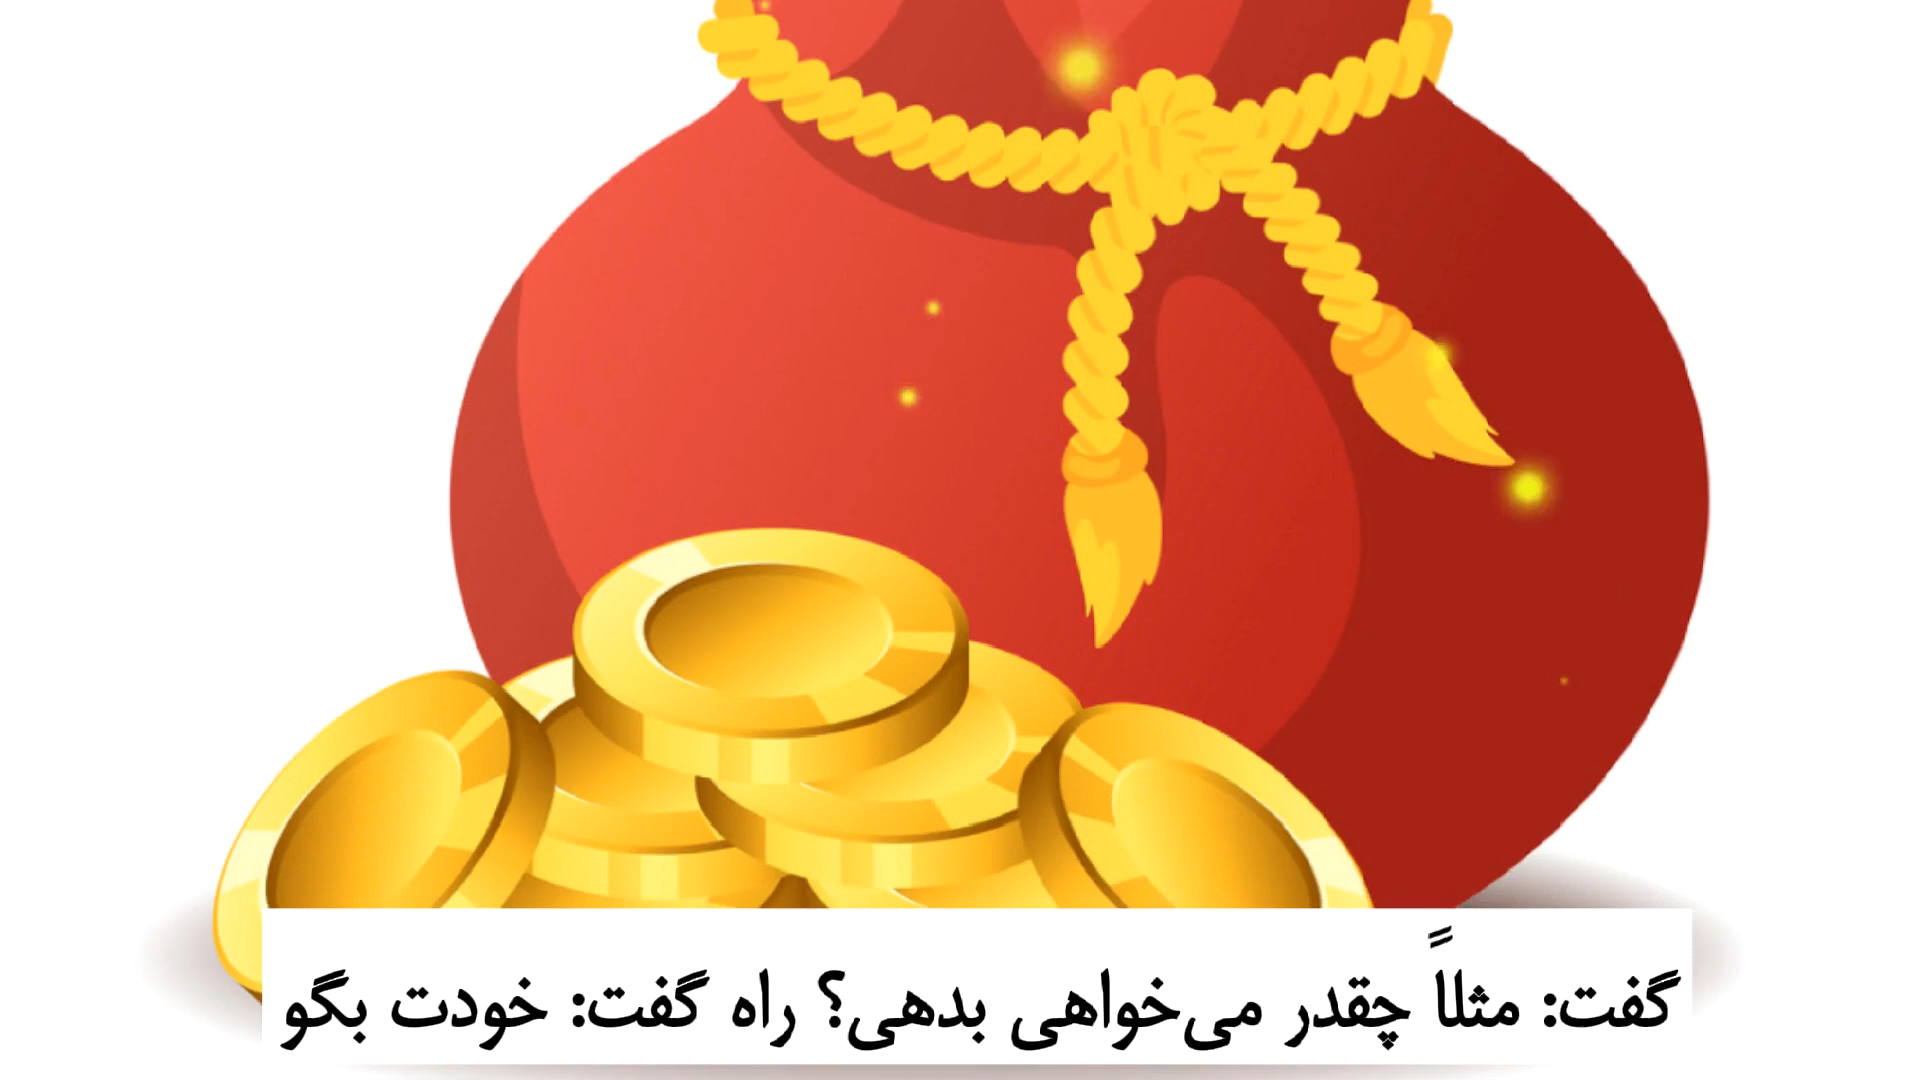 گفت: مثلاً چقدر می‌خواهی بدهی؟ راه گفت: خودت بگو